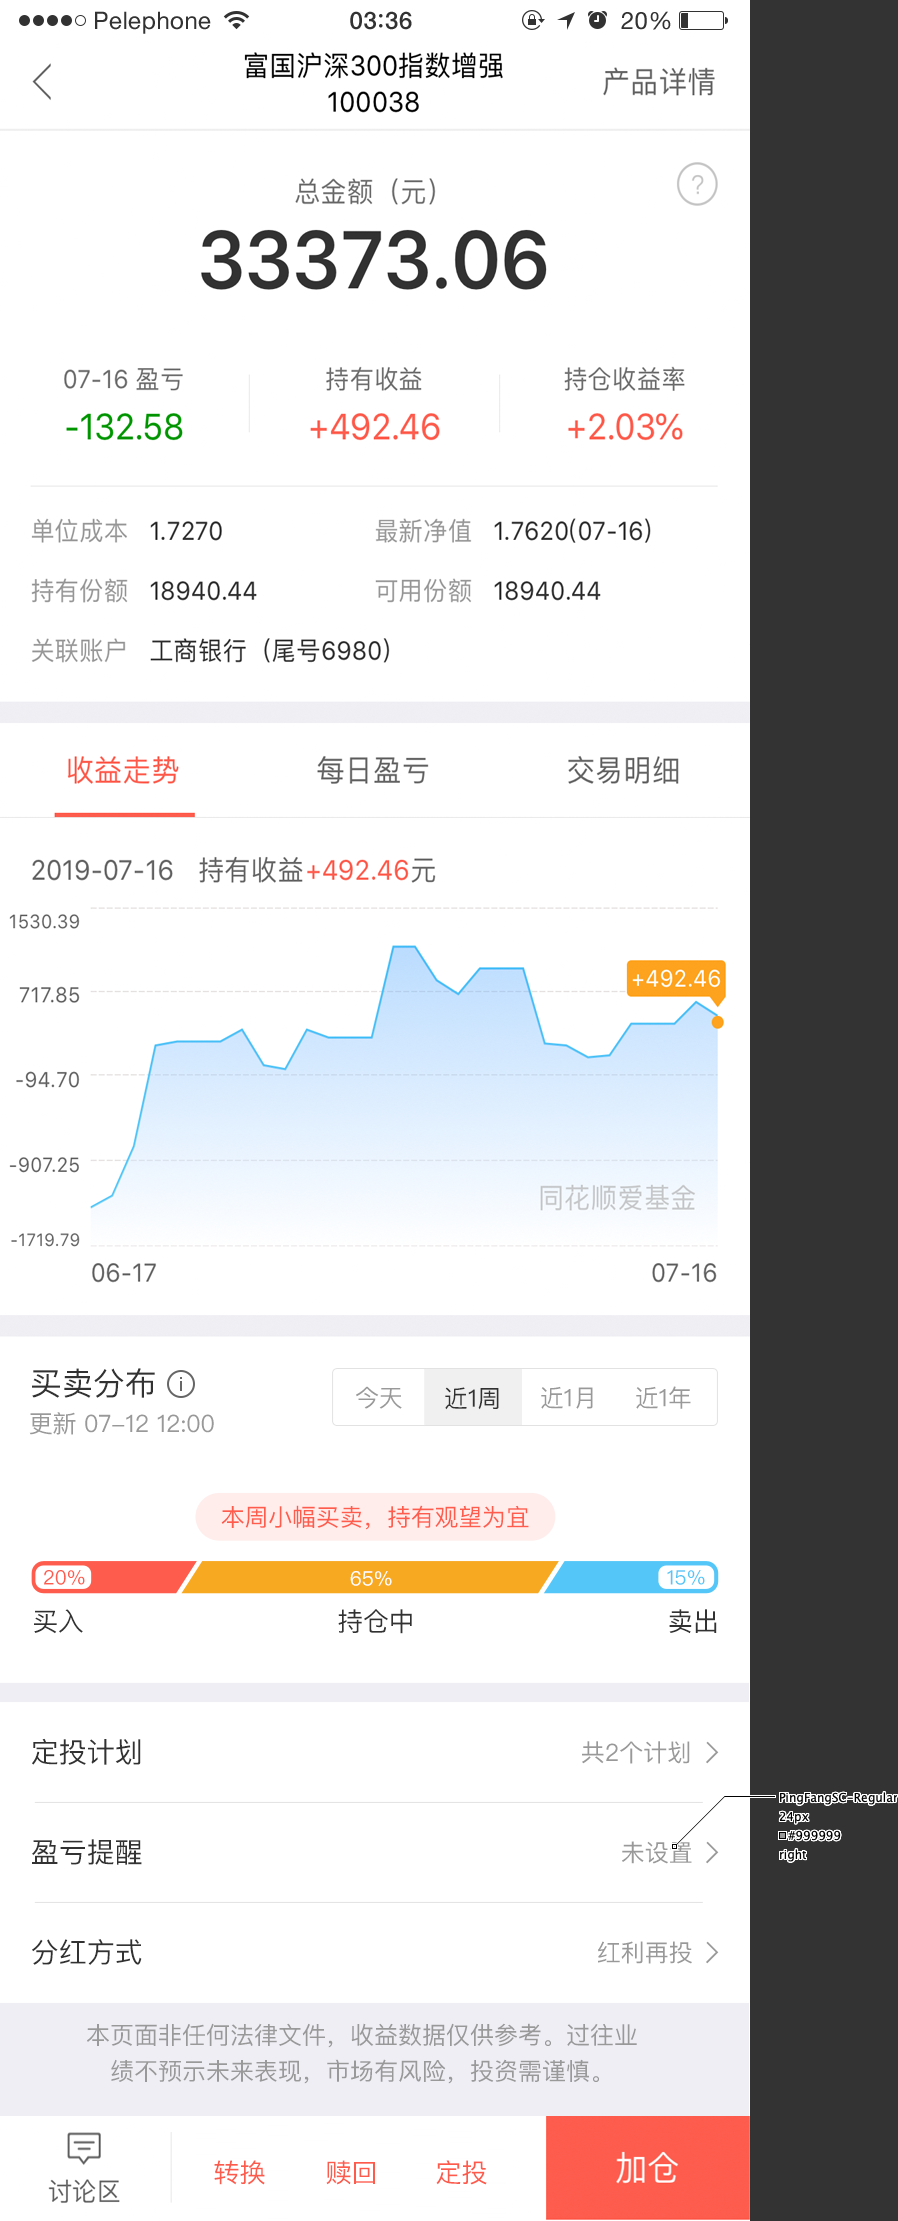 Pelephone 03:36 20%
富国沪深300指数增强
100038
产品详情
总金额（元）
?
33373.06
07-16 盈亏 持有收益 持仓收益率
-132.58 +492.46 +2.03%
单位成本 1.7270 最新净值 1.7620(07-16)
持有份额 18940.44 可用份额 18940.44
关联账户 工商银行（尾号6980）
收益走势 每日盈亏 交易明细
2019-07-16 持有收益+492.46元
1530.39
+492.46
717.85
-94.70
-907.25
同花顺爱基金
-1719.79
06-17 07-16
买卖分布
今天 近1周 近1月 近1年
更新 07-12 12:00
本周小幅买卖，持有观望为宜
20% 65% 15%
买入 持仓中 卖出
定投计划 共2个计划
PingFangSC-Regular
24px
#999999
right
盈亏提醒 未设置
分红方式 红利再投
本页面非任何法律文件，收益数据仅供参考。过往业
绩不预示未来表现，市场有风险，投资需谨慎。
讨论区 转换 赎回 定投 加仓